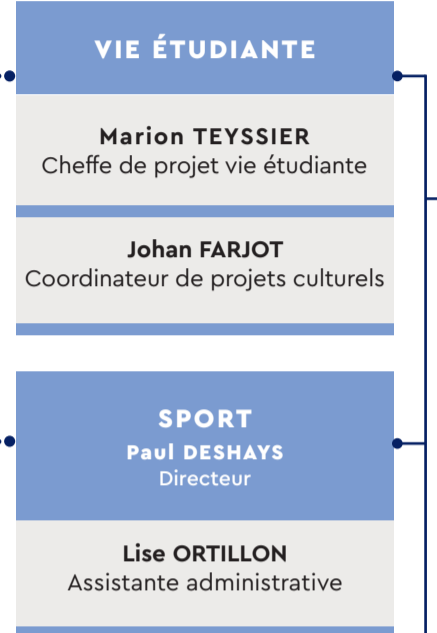 VIE ÉTUDIANTE
Marion TEYSSIER
Cheffe de projet vie étudiante
Johan FARJOT
Coordinateur de projets culturels
SPORT
Paul DESHAYS
Directeur
Lise ORTILLON
Assistante administrative